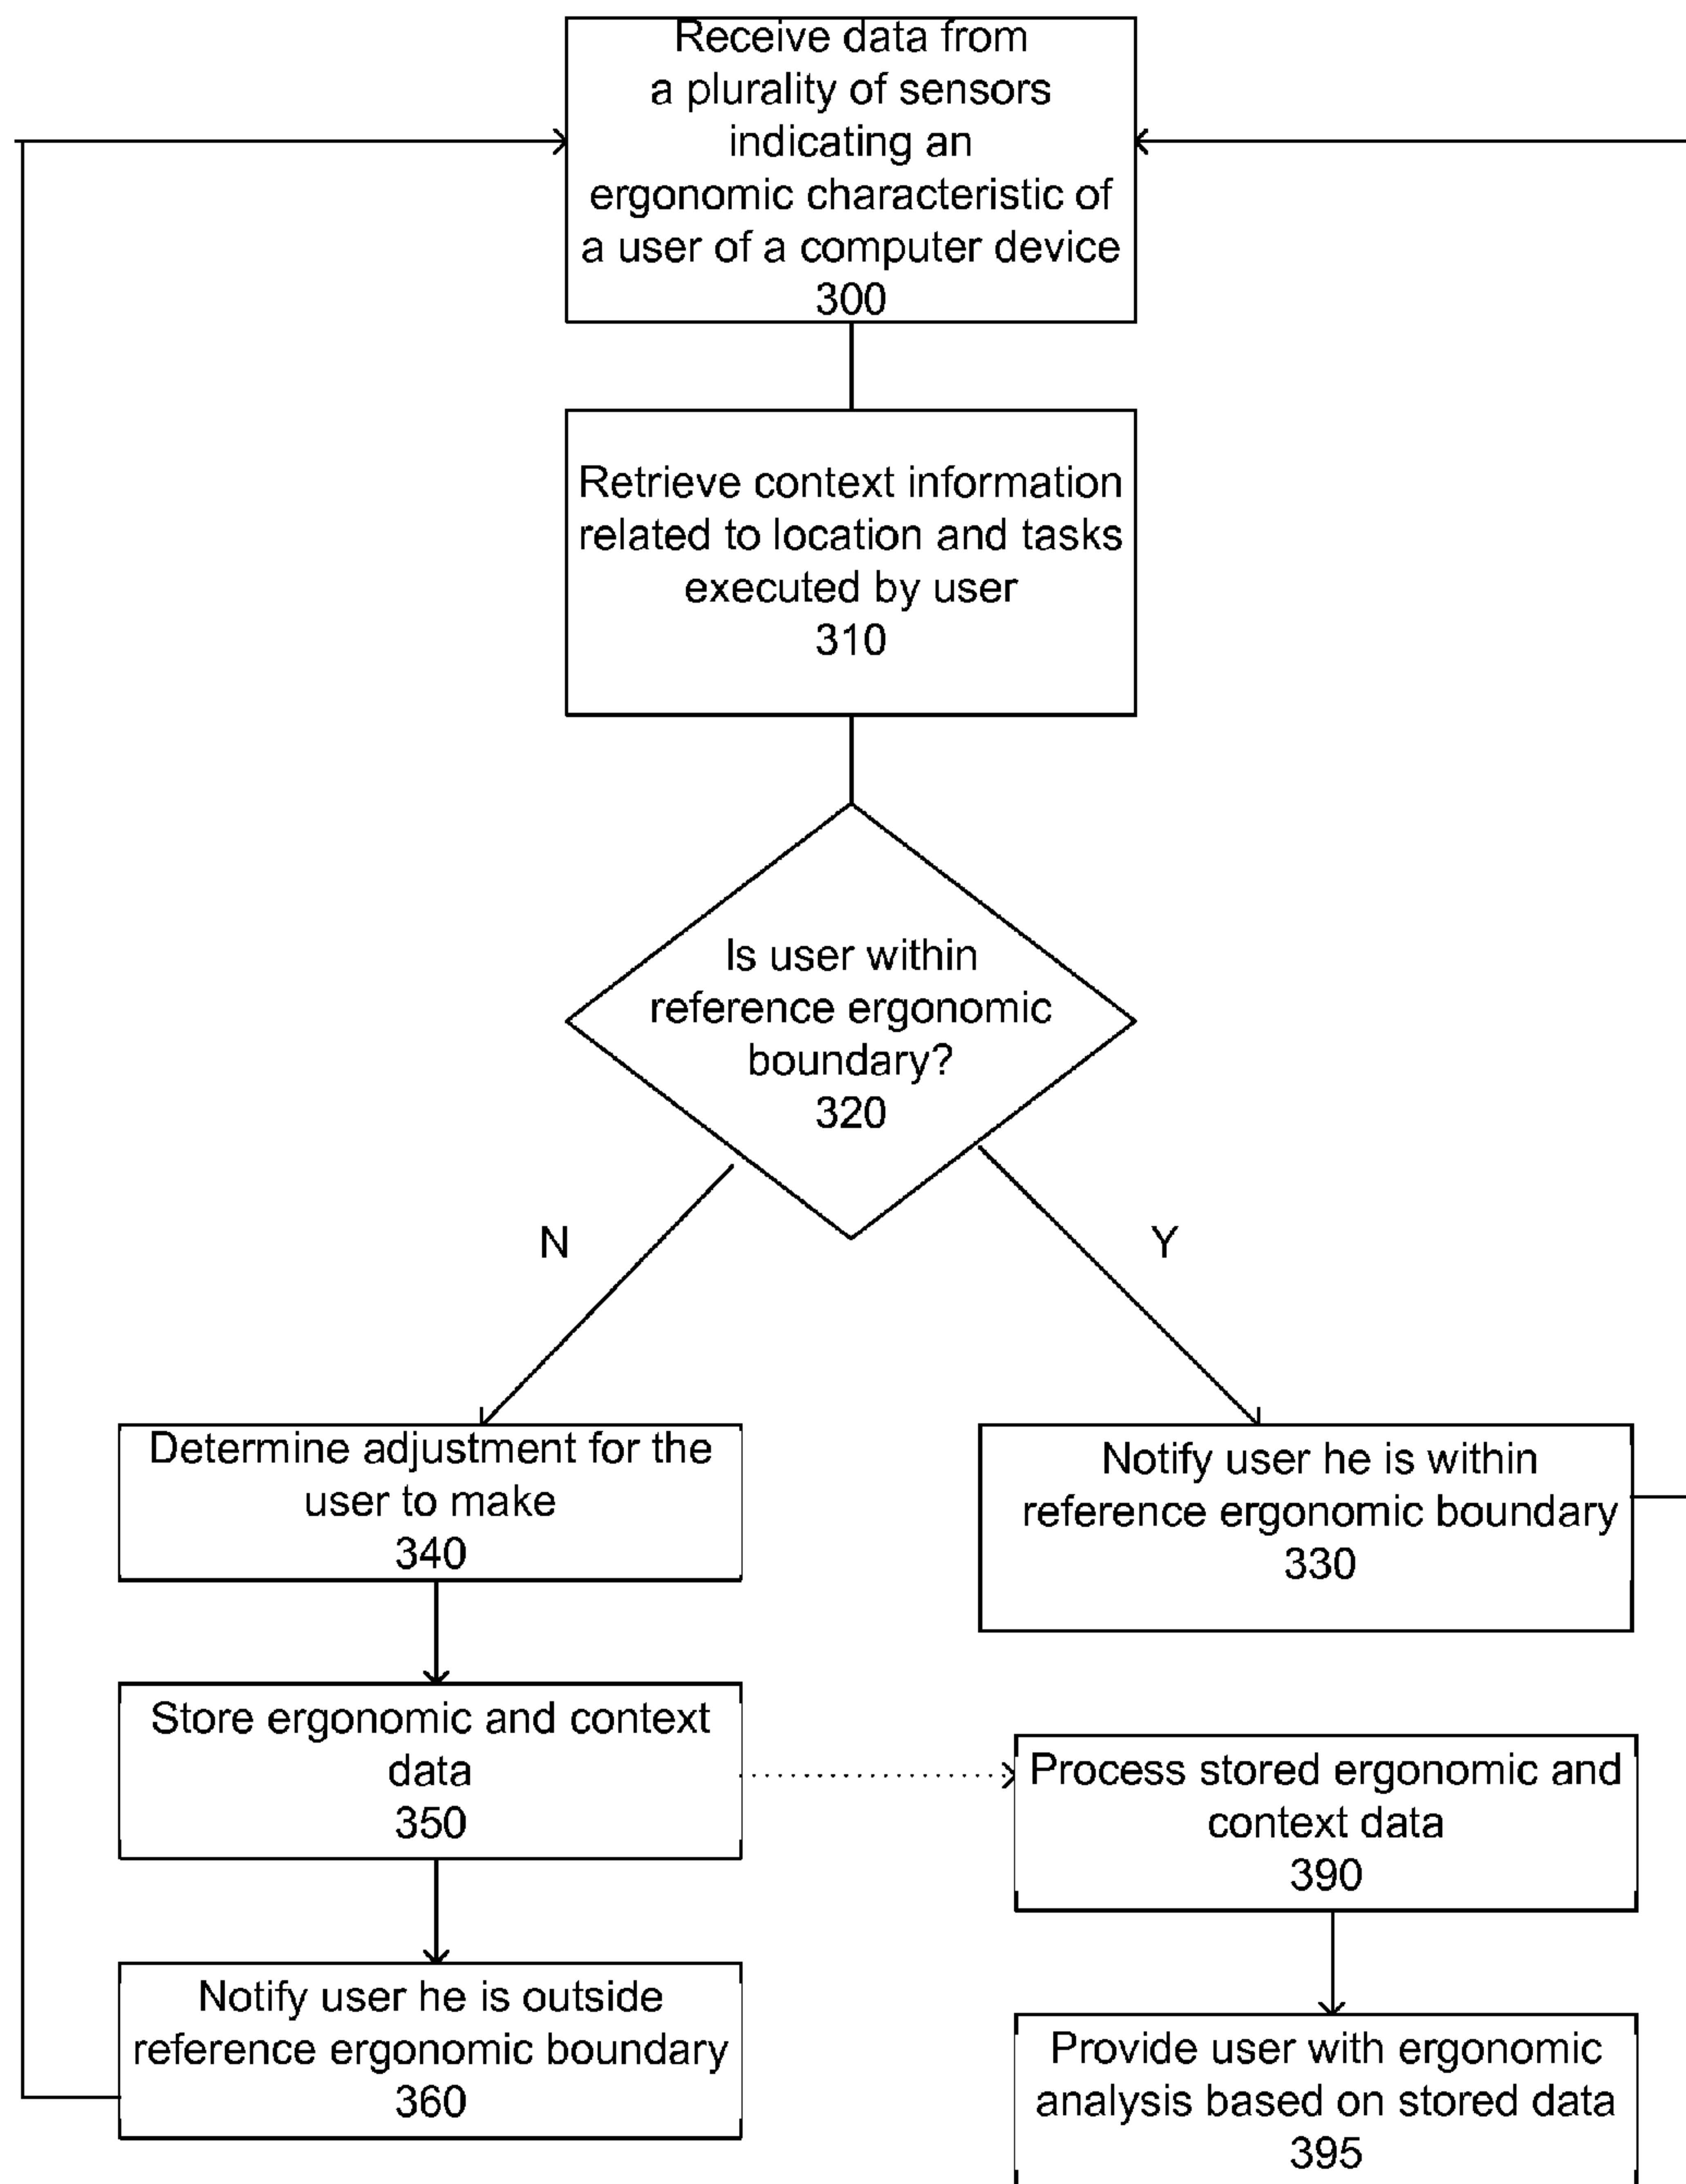 Receive data from
a plurality of sensors
indicating an
ergonomic characteristic of
a user of a computer device
300
Retrieve context information
related to location and tasks
executed by user
310
Is user within
reference ergonomic
boundary?
320
N
Y
Determine adjustment for the
user to make
340
Notify user he is within
reference ergonomic boundary
330
Store ergonomic and context
data
350
Process stored ergonomic and
context data
390
Notify user he is outside
reference ergonomic boundary
360
Provide user with ergonomic
analysis based on stored data
395